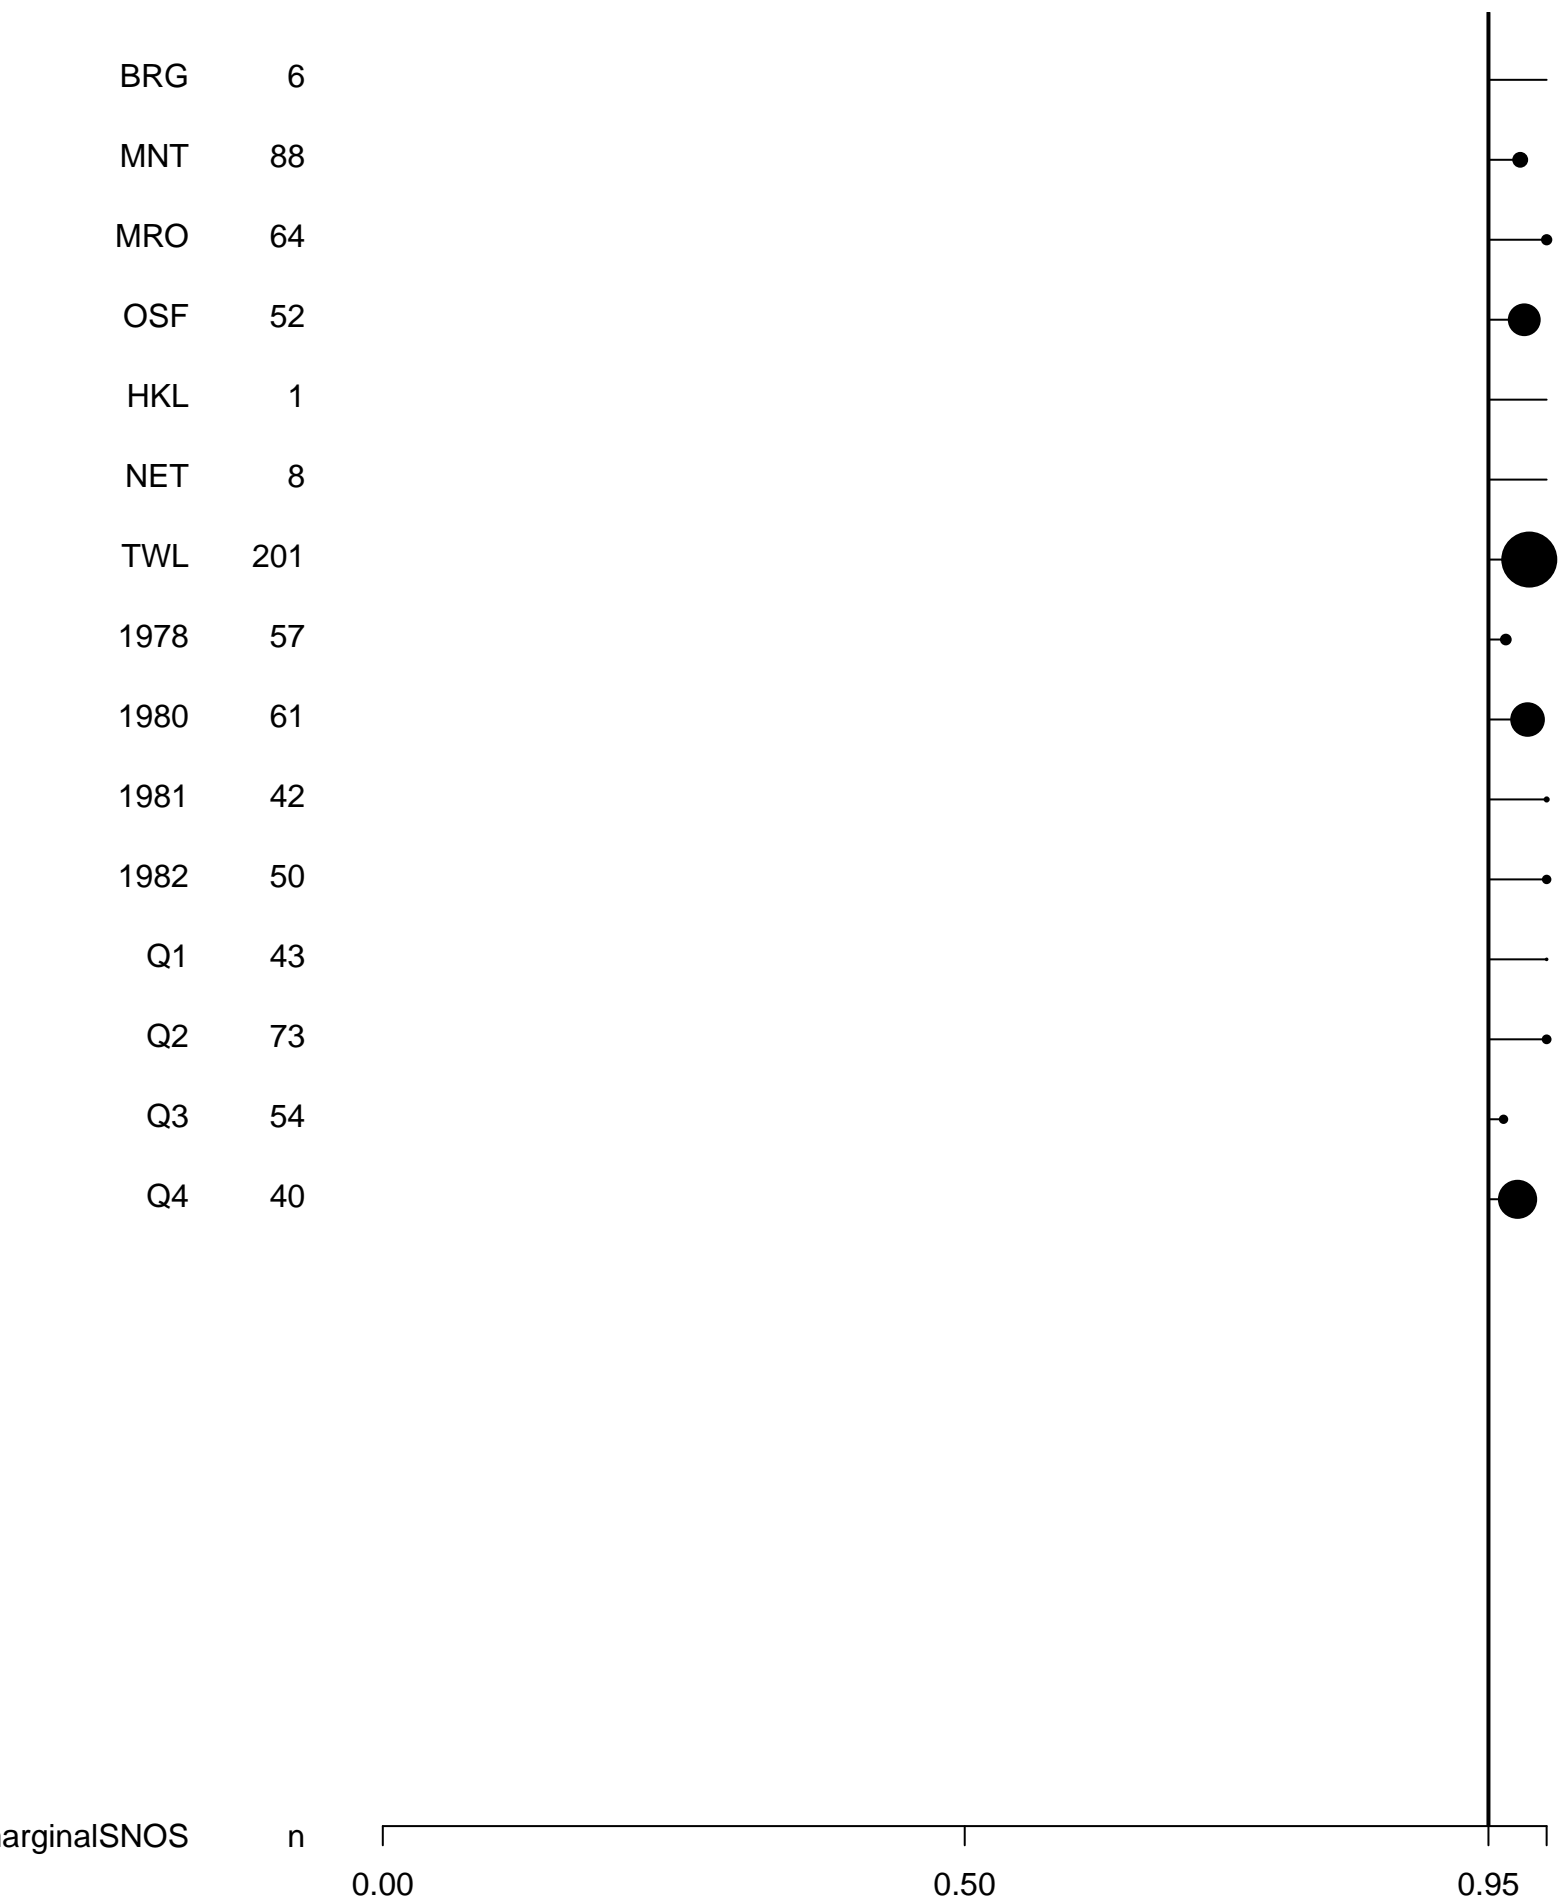 BRG 6
MNT 88
MRO 64
OSF 52
HKL 1
NET 8
TWL 201
1978 57
1980 61
1981 42
1982 50
Q1 43
Q2 73
Q3 54
Q4 40
arginalSNOS n
0.00 0.50 0.95